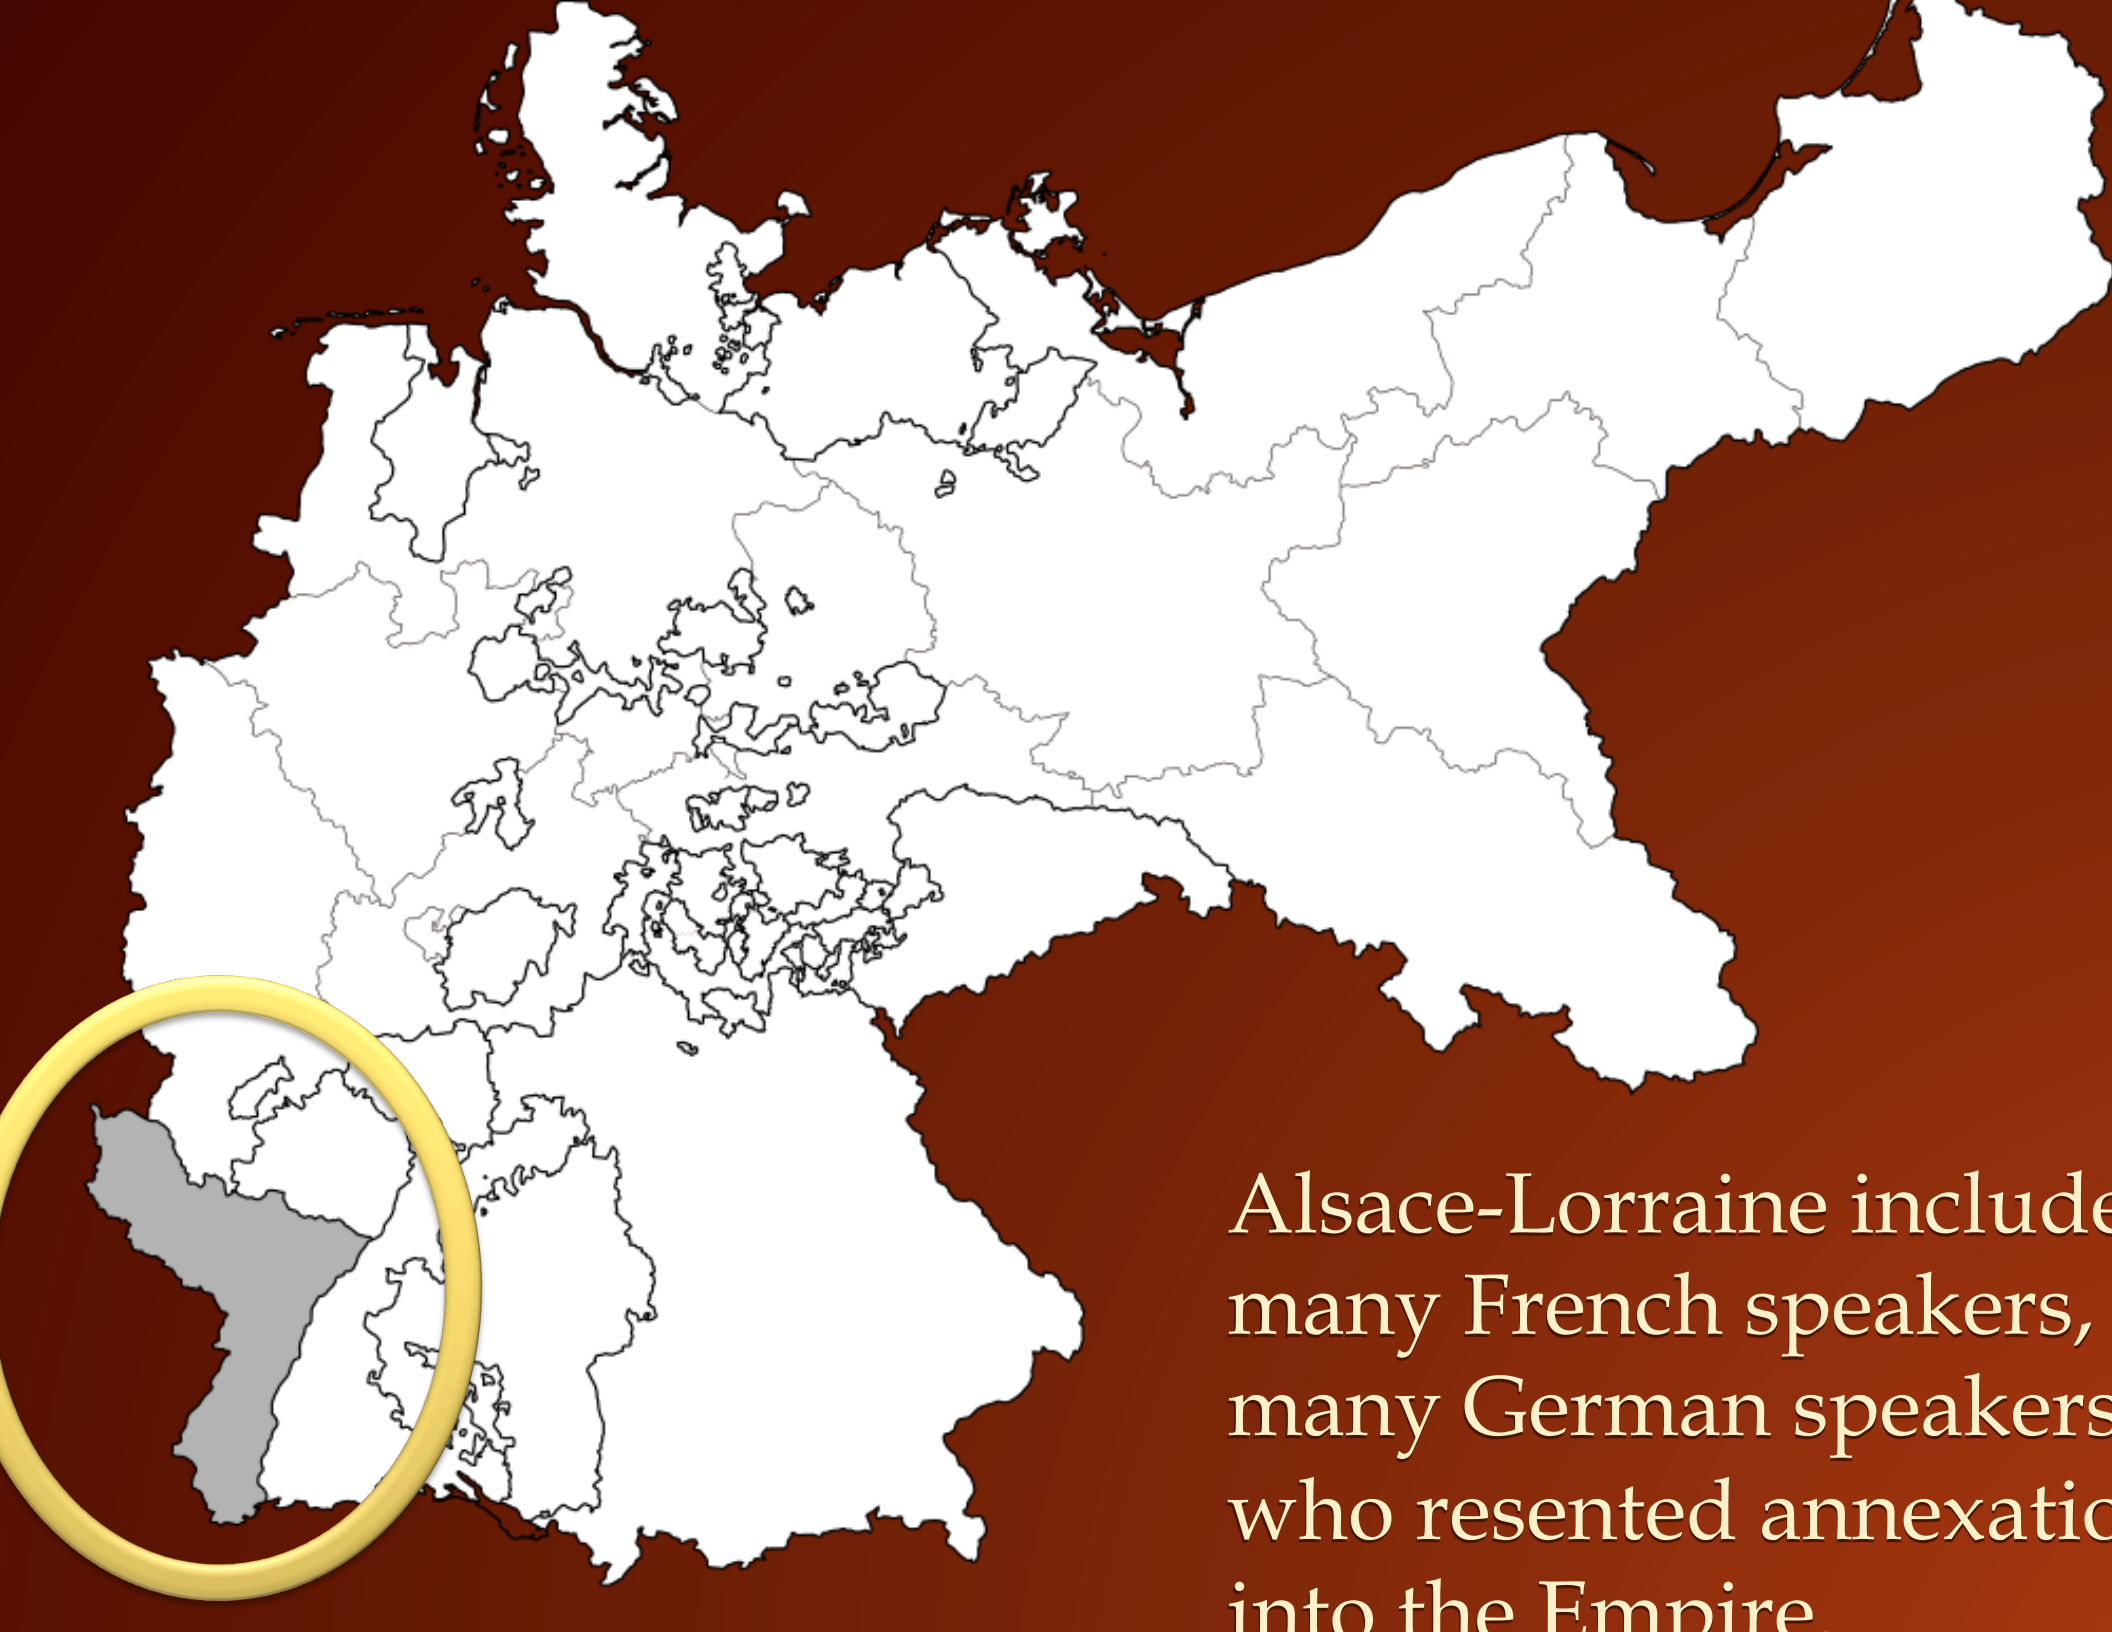 Alsace-Lorraine include
many French speakers,
many German speakers
who resented annexatio
into the Empire.